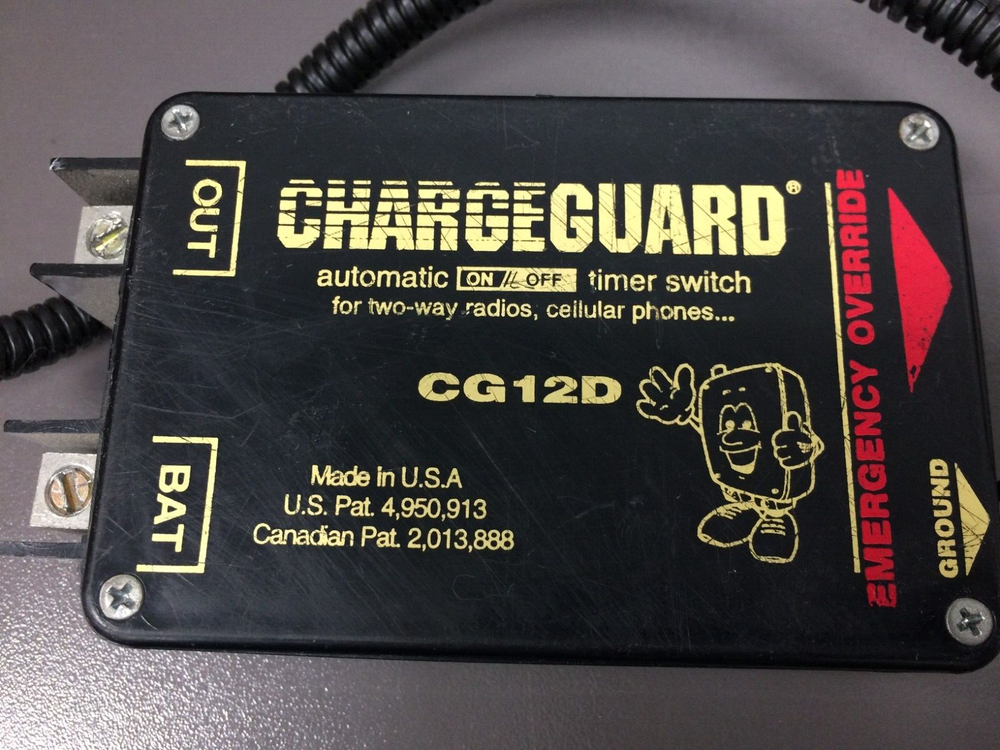 OUT
CHARGEGUARD®
automatic ON // OFF timer switch
for two-way radios, cellular phones...
CG12D
BAT
Made in U.S.A
U.S. Pat. 4,950,913
Canadian Pat. 2,013,888
EMERGENCY OVERRIDE
GROUND